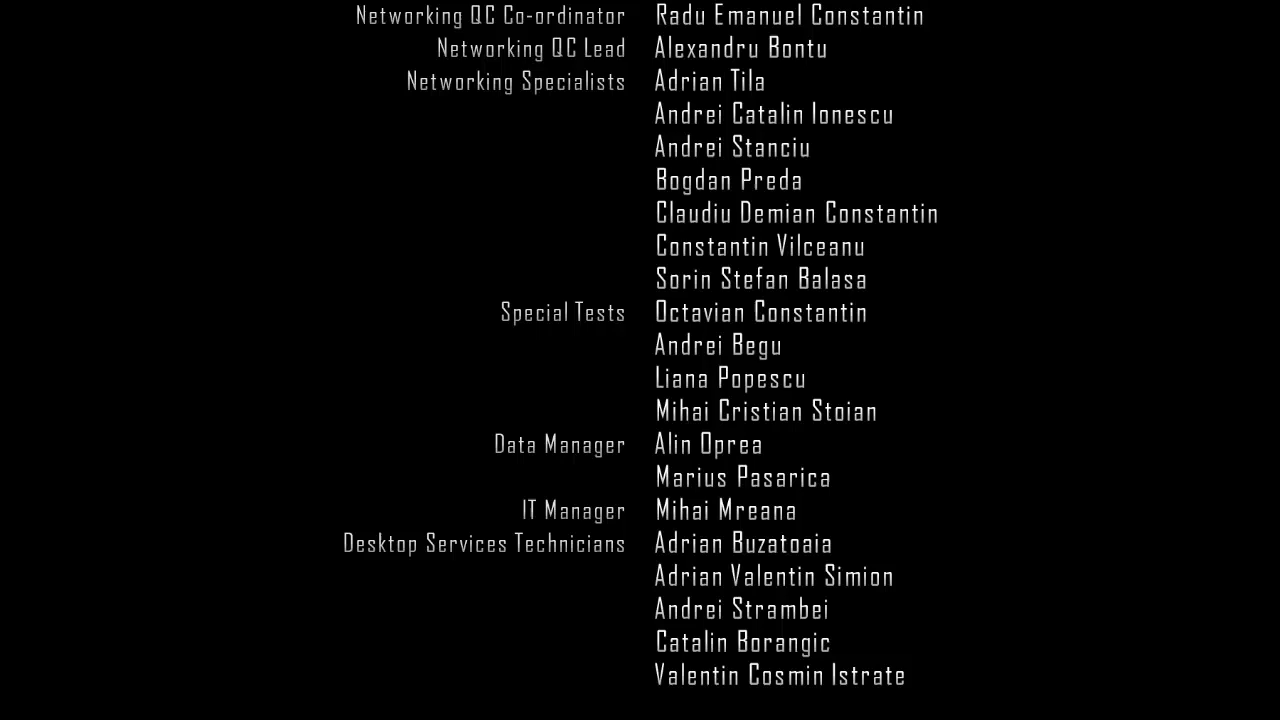 Networking QC Co-ordinator Radu Emanuel Constantin
Networking QC Lead Alexandru Bontu
Networking Specialists Adrian Tila
Andrei Catalin Ionescu
Andrei Stanciu
Bogdan Preda
Claudiu Demian Constantin
Constantin Vilceanu
Sorin Stefan Balasa
Special Tests Octavian Constantin
Andrei Begu
Liana Popescu
Mihai Cristian Stoian
Data Manager Alin Oprea
Marius Pasarica
IT Manager Mihai Mreana
Desktop Services Technicians Adrian Buzatoaia
Adrian Valentin Simion
Andrei Strambei
Catalin Borangic
Valentin Cosmin Istrate